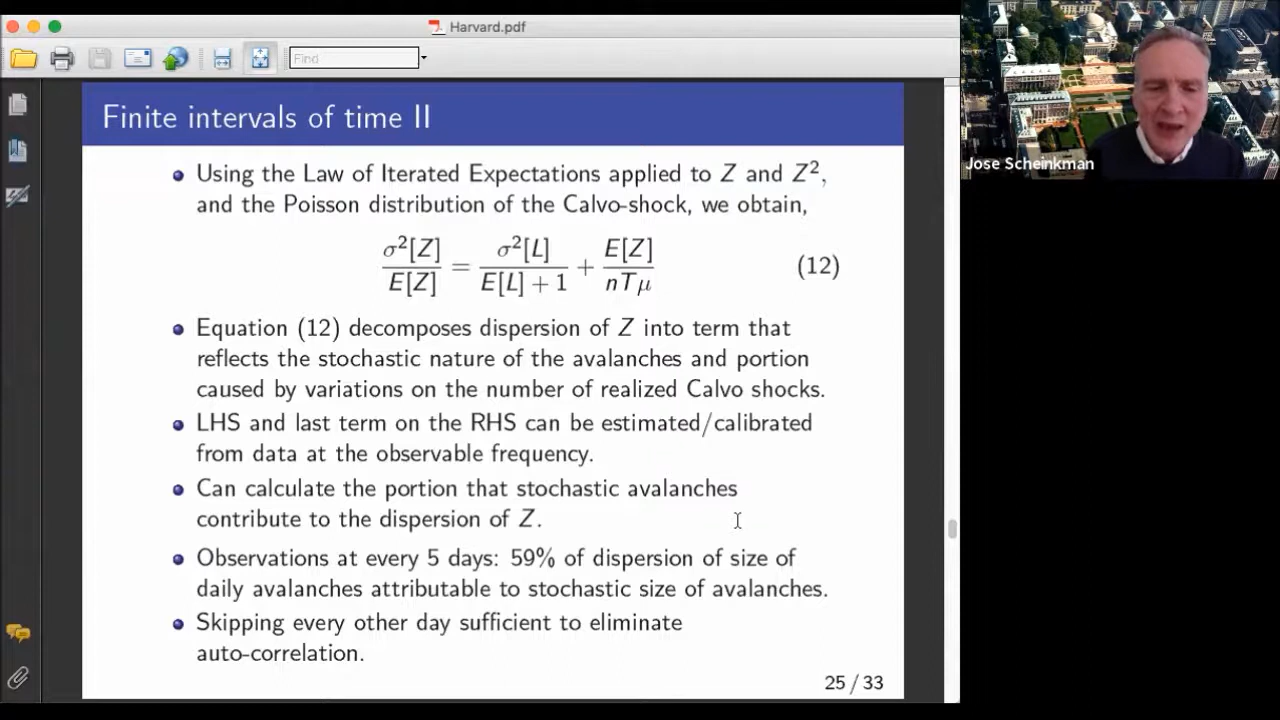 Harvard.pdf
Find
Jose Scheinkman
Finite intervals of time II
Using the Law of Iterated Expectations applied to Z and Z²,
and the Poisson distribution of the Calvo-shock, we obtain,
σ²[Z]/E[Z] = σ²[L]/(E[L] + 1) + E[Z]/(nTμ) (12)
Equation (12) decomposes dispersion of Z into term that
reflects the stochastic nature of the avalanches and portion
caused by variations on the number of realized Calvo shocks.
LHS and last term on the RHS can be estimated/calibrated
from data at the observable frequency.
Can calculate the portion that stochastic avalanches
contribute to the dispersion of Z.
Observations at every 5 days: 59% of dispersion of size of
daily avalanches attributable to stochastic size of avalanches.
Skipping every other day sufficient to eliminate
auto-correlation.
25 / 33